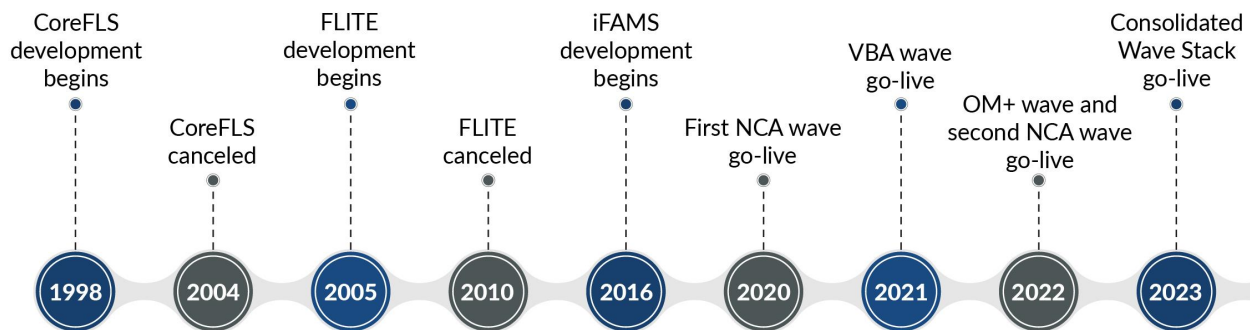 CoreFLS
development
begins
1998
CoreFLS
canceled
2004
FLITE
development
begins
2005
FLITE
canceled
2010
iFAMS
development
begins
2016
First NCA wave
go-live
2020
VBA wave
go-live
2021
OM+ wave and
second NCA wave
go-live
2022
Consolidated
Wave Stack
go-live
2023